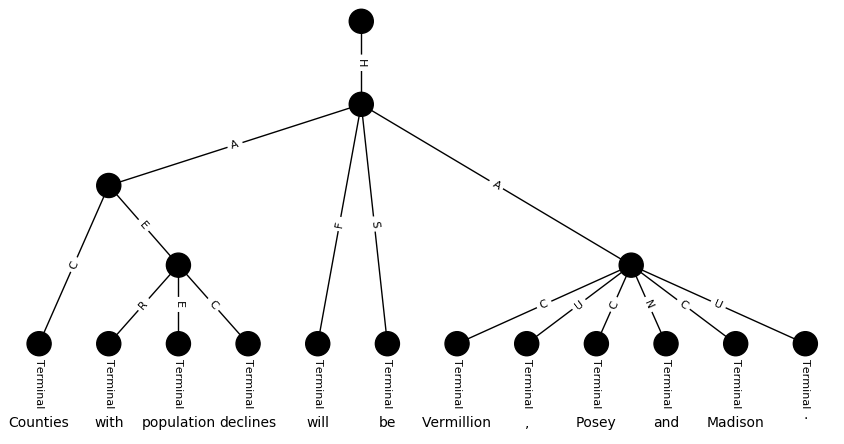 H
A
A
E
F
S
C
R
E
C
C
U
C
N
C
U
Terminal Terminal Terminal Terminal Terminal Terminal Terminal Terminal Terminal Terminal Terminal Terminal
Counties with population declines will be Vermillion , Posey and Madison .